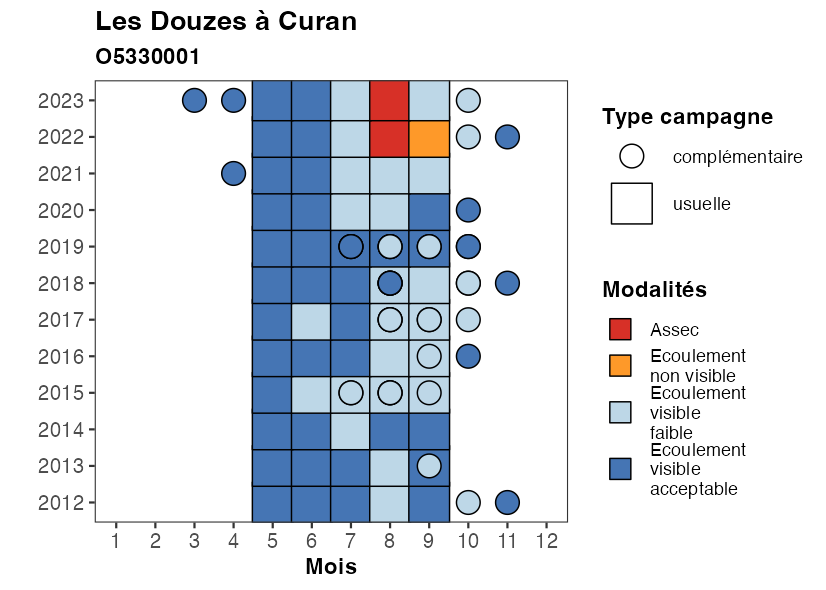 Les Douzes à Curan
O5330001
2023
2022
2021
2020
2019
2018
2017
2016
2015
2014
2013
2012
1 2 3 4 5 6 7 8 9 10 11 12
Mois
Type campagne
complémentaire
usuelle
Modalités
Assec
Ecoulement
non visible
Ecoulement
visible
faible
Ecoulement
visible
acceptable